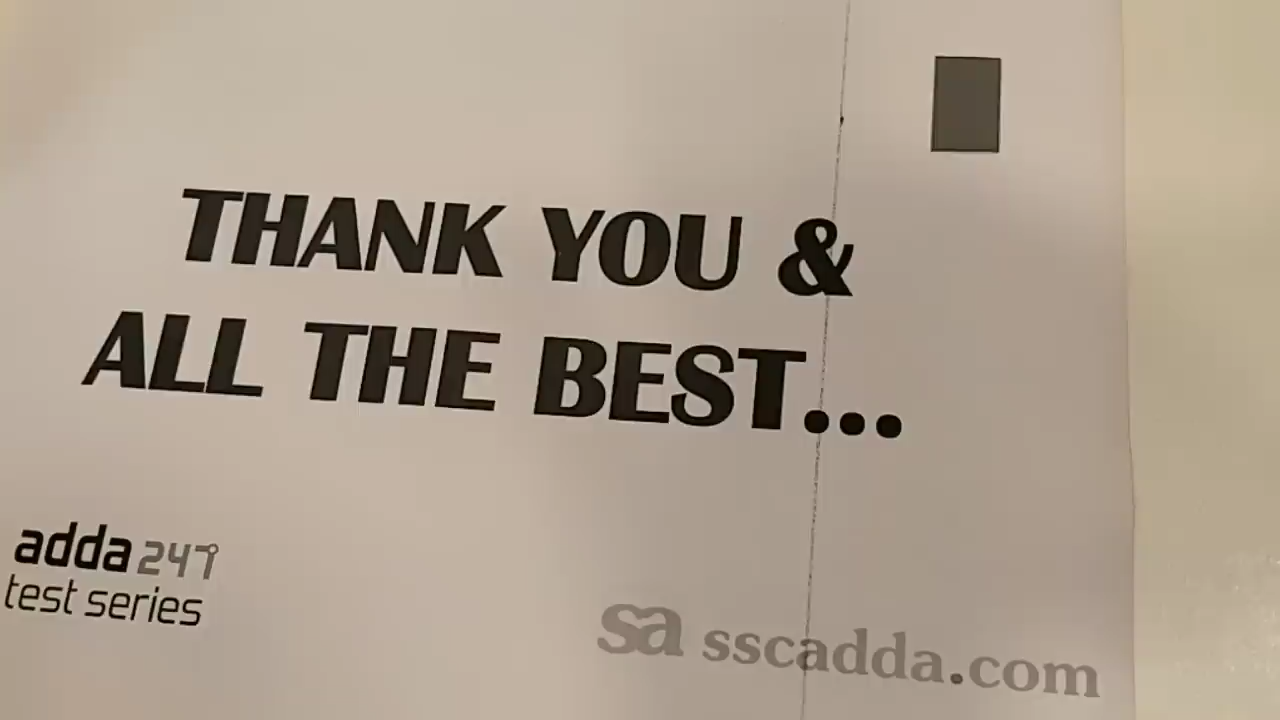 THANK YOU &
ALL THE BEST...
adda247
test series
sa sscadda.com